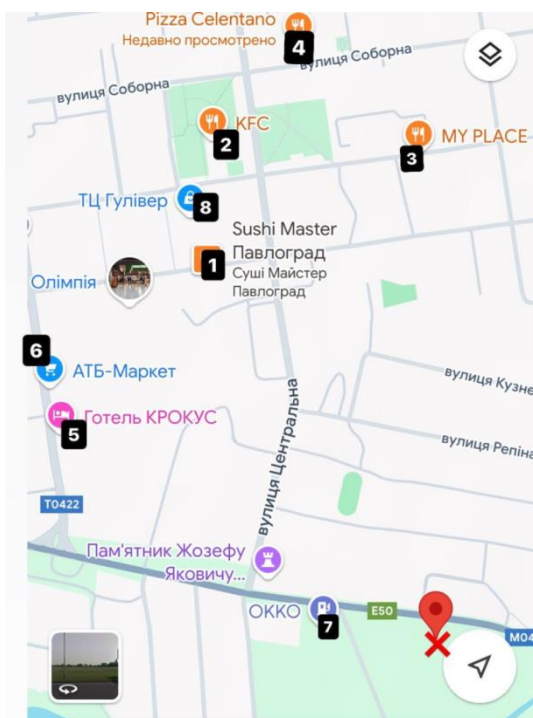 Pizza Celentano
Недавно просмотрено
4
вулиця Соборна
вулиця Соборна
KFC
2
MY PLACE
3
ТЦ Гулівер
8
Sushi Master
Павлоград
Суші Майстер
Павлоград
1
Олімпія
6
АТБ-Маркет
Готель КРОКУС
5
вулиця Кузне
вулиця Центральна
вулиця Репіна
T0422
Пам'ятник Жозефу
Яковичу...
ОККО
7
E50
M04